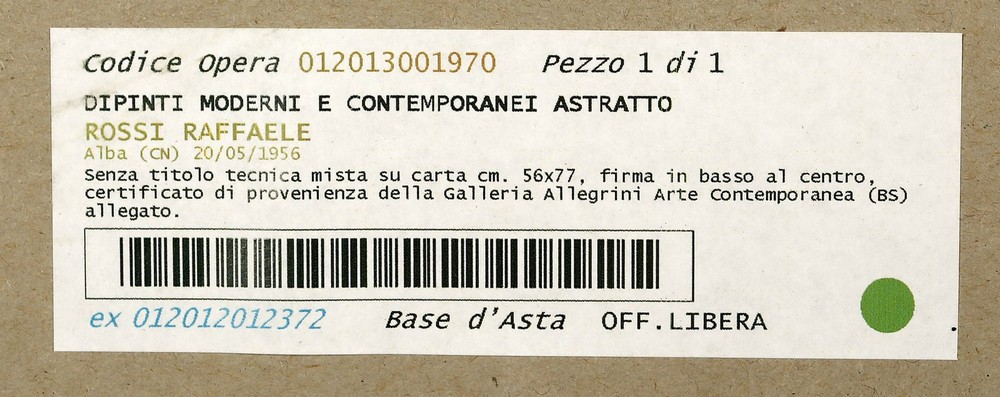 Codice Opera 012013001970 Pezzo 1 di 1
DIPINTI MODERNI E CONTEMPORANEI ASTRATTO
ROSSI RAFFAELE
Alba (CN) 20/05/1956
Senza titolo tecnica mista su carta cm. 56x77, firma in basso al centro,
certificato di provenienza della Galleria Allegrini Arte Contemporanea (BS)
allegato.
ex 012012012372 Base d'Asta OFF.LIBERA